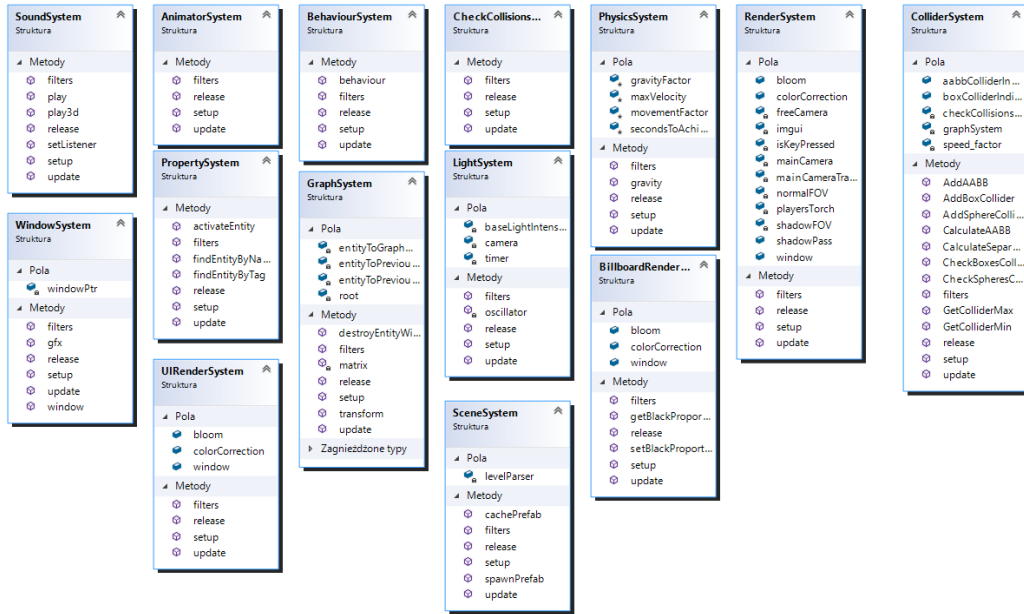 SoundSystem
Struktura
Metody
filters
play
play3d
release
setListener
setup
update
WindowSystem
Struktura
Pola
windowPtr
Metody
filters
gfx
release
setup
update
window
AnimatorSystem
Struktura
Metody
filters
release
setup
update
PropertySystem
Struktura
Metody
activateEntity
filters
findEntityByNa...
findEntityByTag
release
setup
update
UIRenderSystem
Struktura
Pola
bloom
colorCorrection
window
Metody
filters
release
setup
update
BehaviourSystem
Struktura
Metody
behaviour
filters
release
setup
update
GraphSystem
Struktura
Pola
entityToGraph...
entityToPreviou...
entityToPreviou...
root
Metody
destroyEntityWi...
filters
matrix
release
setup
transform
update
Zagnieżdżone typy
CheckCollisions...
Struktura
Metody
filters
release
setup
update
LightSystem
Struktura
Pola
baseLightIntens...
camera
timer
Metody
filters
oscillator
release
setup
update
SceneSystem
Struktura
Pola
levelParser
Metody
cachePrefab
filters
release
setup
spawnPrefab
update
PhysicsSystem
Struktura
Pola
gravityFactor
maxVelocity
movementFactor
secondsToAchi...
Metody
filters
gravity
release
setup
update
BillboardRender...
Struktura
Pola
bloom
colorCorrection
window
Metody
filters
getBlackPropor...
release
setBlackProport...
setup
update
RenderSystem
Struktura
Pola
bloom
colorCorrection
freeCamera
imgui
isKeyPressed
mainCamera
mainCameraTra...
normalFOV
playersTorch
shadowFOV
shadowPass
window
Metody
filters
release
setup
update
ColliderSystem
Struktura
Pola
aabbColliderIn...
boxColliderIndi...
checkCollisions...
graphSystem
speed_factor
Metody
AddAABB
AddBoxCollider
AddSphereColli...
CalculateAABB
CalculateSepar...
CheckBoxesColl...
CheckSpheresC...
filters
GetColliderMax
GetColliderMin
release
setup
update